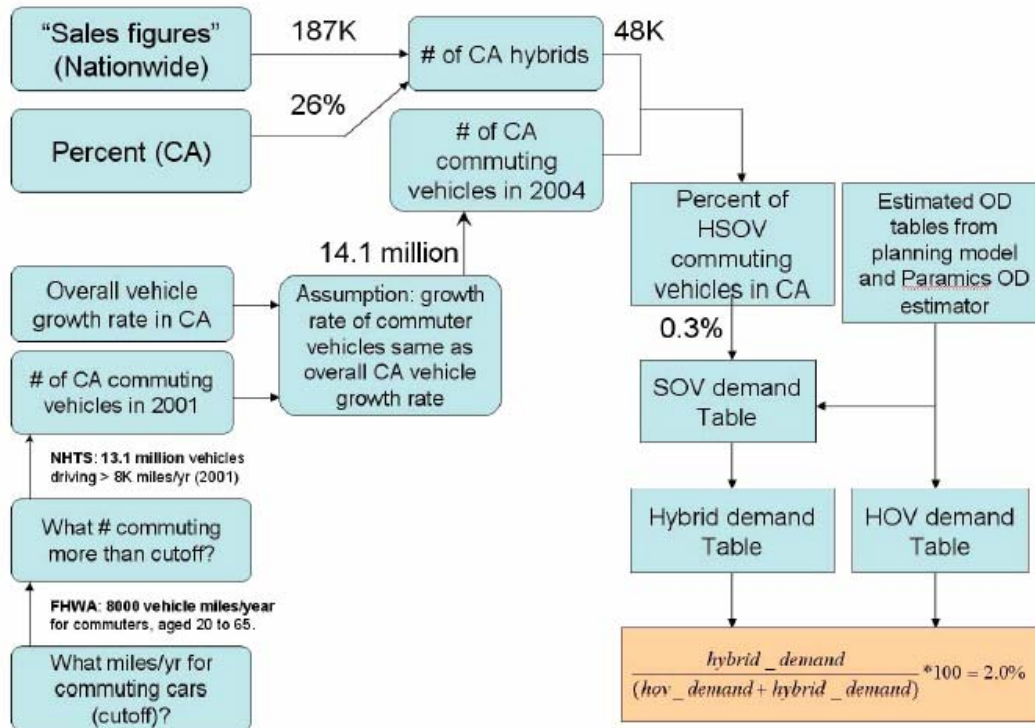 “Sales figures”
(Nationwide)
187K
# of CA hybrids
48K
26%
Percent (CA)
# of CA
commuting
vehicles in 2004
14.1 million
Overall vehicle
growth rate in CA
# of CA commuting
vehicles in 2001
Assumption: growth
rate of commuter
vehicles same as
overall CA vehicle
growth rate
NHTS: 13.1 million vehicles
driving > 8K miles/yr (2001)
What # commuting
more than cutoff?
FHWA: 8000 vehicle miles/year
for commuters, aged 20 to 65.
What miles/yr for
commuting cars
(cutoff)?
Percent of
HSOV
commuting
vehicles in CA
0.3%
Estimated OD
tables from
planning model
and Paramics OD
estimator
SOV demand
Table
Hybrid demand
Table
HOV demand
Table
hybrid_demand
(hov_demand + hybrid_demand)
*100 = 2.0%